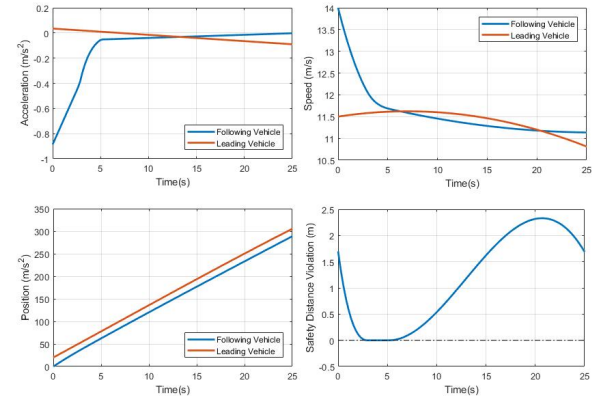 0.2
0
-0.2
-0.4
-0.6
-0.8
-1
Acceleration (m/s²)
Following Vehicle
Leading Vehicle
0 5 10 15 20 25
Time(s)
14
13.5
13
12.5
12
11.5
11
10.5
Speed (m/s)
Following Vehicle
Leading Vehicle
0 5 10 15 20 25
Time(s)
350
300
250
200
150
100
50
0
Position (m/s²)
Following Vehicle
Leading Vehicle
0 5 10 15 20 25
Time(s)
2.5
2
1.5
1
0.5
0
-0.5
Safety Distance Violation (m)
0 5 10 15 20 25
Time(s)